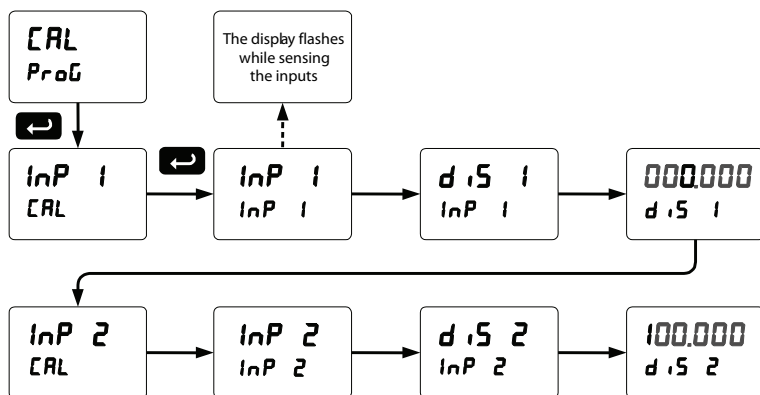 CAL
ProG
The display flashes
while sensing
the inputs
InP 1
CAL
InP 1
InP 1
diS 1
InP 1
000.000
diS 1
InP 2
CAL
InP 2
InP 2
diS 2
InP 2
100.000
diS 2